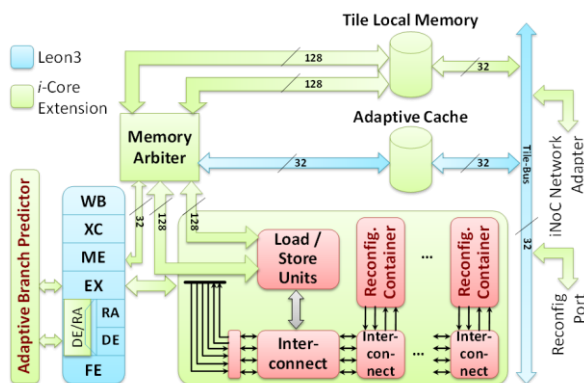 Leon3
i-Core
Extension
Tile Local Memory
128
128
32
Adaptive Cache
Memory
Arbiter
32
32
Tile-Bus
iNoC Network
Adapter
32
128
128
32
Reconfig
Port
Adaptive Branch Predictor
WB
XC
ME
EX
DE/RA
RA
DE
FE
Load /
Store
Units
Reconfig.
Container
...
Reconfig.
Container
Inter-
connect
Inter-
con-
nect
...
...
Inter-
con-
nect